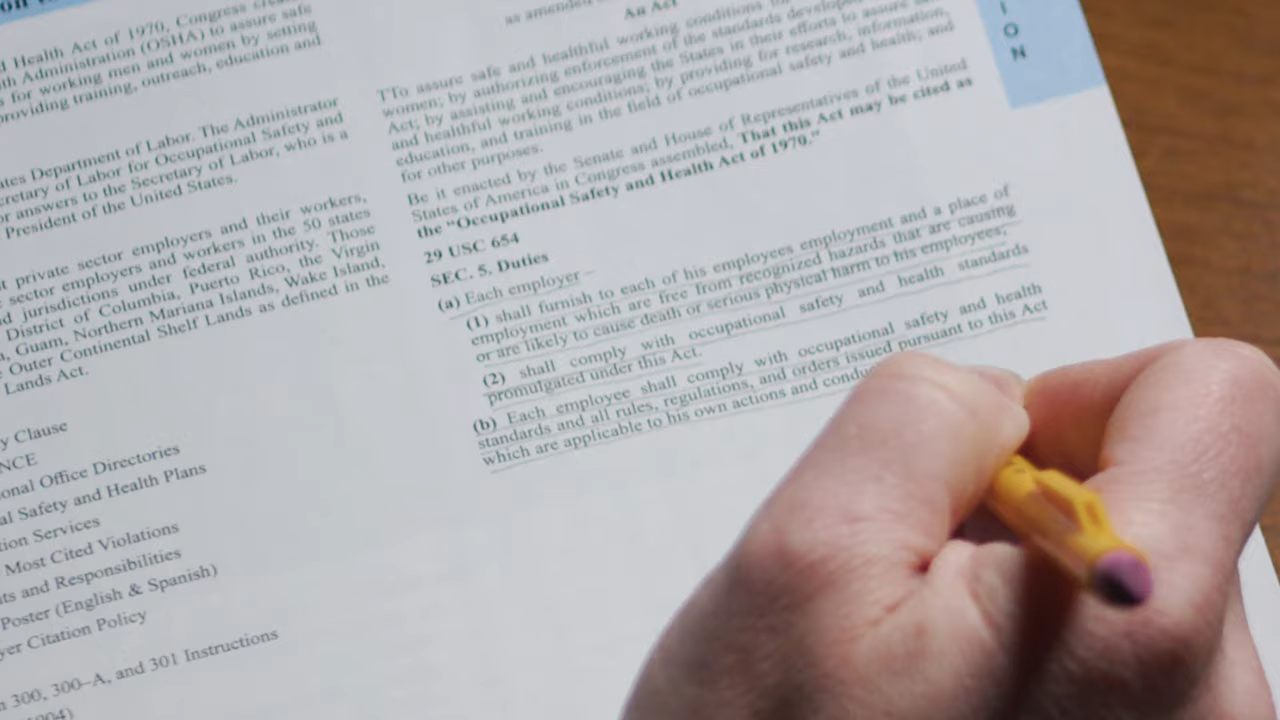 on
d Health Act of 1970, Congress created
th Administration (OSHA) to assure safe
s for working men and women by setting
providing training, outreach, education and
ates Department of Labor. The Administrator
cretary of Labor for Occupational Safety and
or answers to the Secretary of Labor, who is a
President of the United States.
t private sector employers and their workers,
sector employers and workers in the 50 states
d jurisdictions under federal authority. Those
District of Columbia, Puerto Rico, the Virgin
a, Guam, Northern Mariana Islands, Wake Island,
Outer Continental Shelf Lands as defined in the
Lands Act.
y Clause
NCE
onal Office Directories
al Safety and Health Plans
tion Services
Most Cited Violations
ts and Responsibilities
Poster (English & Spanish)
yer Citation Policy
n 300, 300–A, and 301 Instructions
904)
as amended
An Act
TTo assure safe and healthful working conditions for
women; by authorizing enforcement of the standards develop
Act; by assisting and encouraging the States in their efforts to assure safe
and healthful working conditions; by providing for research, information,
education, and training in the field of occupational safety and health; and
for other purposes.
Be it enacted by the Senate and House of Representatives of the United
States of America in Congress assembled, That this Act may be cited as
the "Occupational Safety and Health Act of 1970."
29 USC 654
SEC. 5. Duties
(a) Each employer –
(1) shall furnish to each of his employees employment and a place of
employment which are free from recognized hazards that are causing
or are likely to cause death or serious physical harm to his employees;
(2) shall comply with occupational safety and health standards
promulgated under this Act.
(b) Each employee shall comply with occupational safety and health
standards and all rules, regulations, and orders issued pursuant to this Act
which are applicable to his own actions and condu
I
O
N